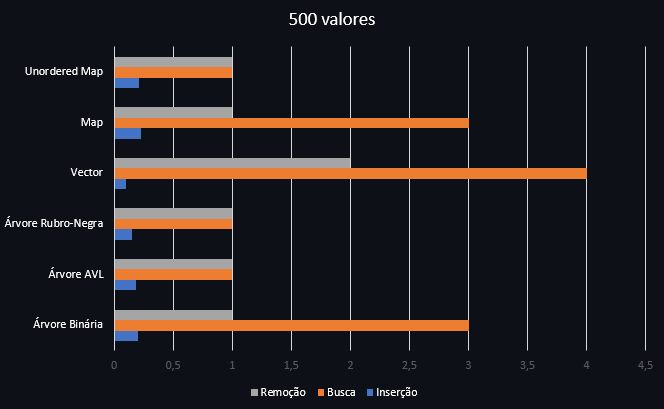 500 valores
Unordered Map
Map
Vector
Árvore Rubro-Negra
Árvore AVL
Árvore Binária
0 0,5 1 1,5 2 2,5 3 3,5 4 4,5
Remoção Busca Inserção